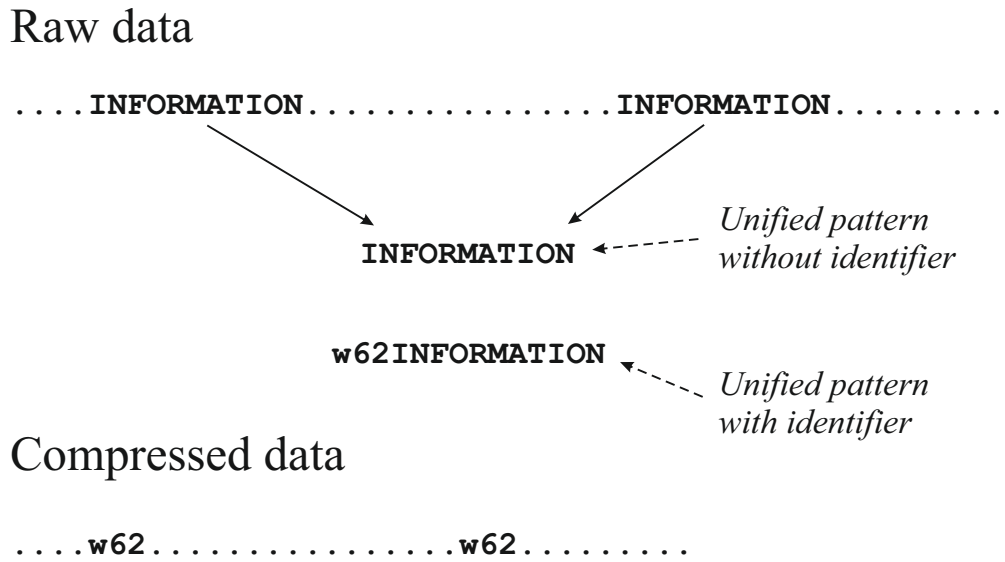 Raw data
....INFORMATION................INFORMATION.........
Unified pattern
without identifier
INFORMATION
w62INFORMATION
Unified pattern
with identifier
Compressed data
....w62................w62.........